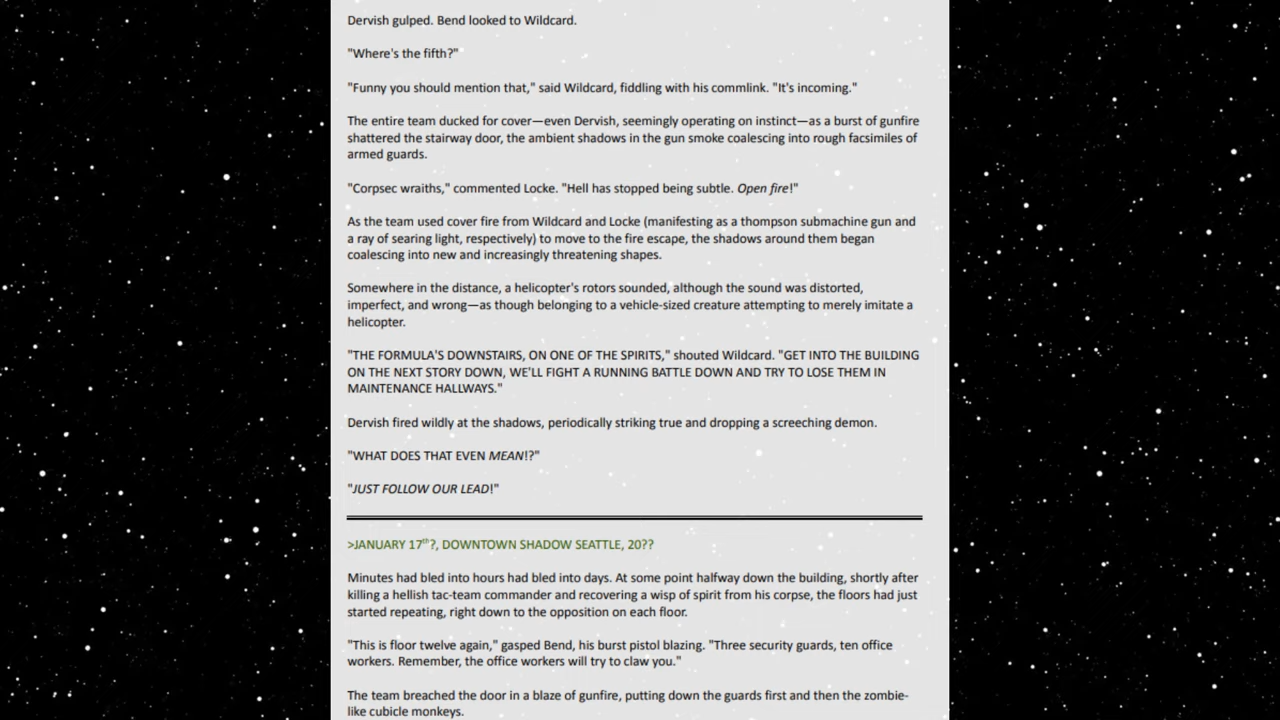 Dervish gulped. Bend looked to Wildcard.
"Where's the fifth?"
"Funny you should mention that," said Wildcard, fiddling with his commlink. "It's incoming."
The entire team ducked for cover—even Dervish, seemingly operating on instinct—as a burst of gunfire
shattered the stairway door, the ambient shadows in the gun smoke coalescing into rough facsimiles of
armed guards.
"Corpsec wraiths," commented Locke. "Hell has stopped being subtle. Open fire!"
As the team used cover fire from Wildcard and Locke (manifesting as a thompson submachine gun and
a ray of searing light, respectively) to move to the fire escape, the shadows around them began
coalescing into new and increasingly threatening shapes.
Somewhere in the distance, a helicopter's rotors sounded, although the sound was distorted,
imperfect, and wrong—as though belonging to a vehicle-sized creature attempting to merely imitate a
helicopter.
"THE FORMULA'S DOWNSTAIRS, ON ONE OF THE SPIRITS," shouted Wildcard. "GET INTO THE BUILDING
ON THE NEXT STORY DOWN, WE'LL FIGHT A RUNNING BATTLE DOWN AND TRY TO LOSE THEM IN
MAINTENANCE HALLWAYS."
Dervish fired wildly at the shadows, periodically striking true and dropping a screeching demon.
"WHAT DOES THAT EVEN MEAN!?"
"JUST FOLLOW OUR LEAD!"
>JANUARY 17th?, DOWNTOWN SHADOW SEATTLE, 20??
Minutes had bled into hours had bled into days. At some point halfway down the building, shortly after
killing a hellish tac-team commander and recovering a wisp of spirit from his corpse, the floors had just
started repeating, right down to the opposition on each floor.
"This is floor twelve again," gasped Bend, his burst pistol blazing. "Three security guards, ten office
workers. Remember, the office workers will try to claw you."
The team breached the door in a blaze of gunfire, putting down the guards first and then the zombie-
like cubicle monkeys.